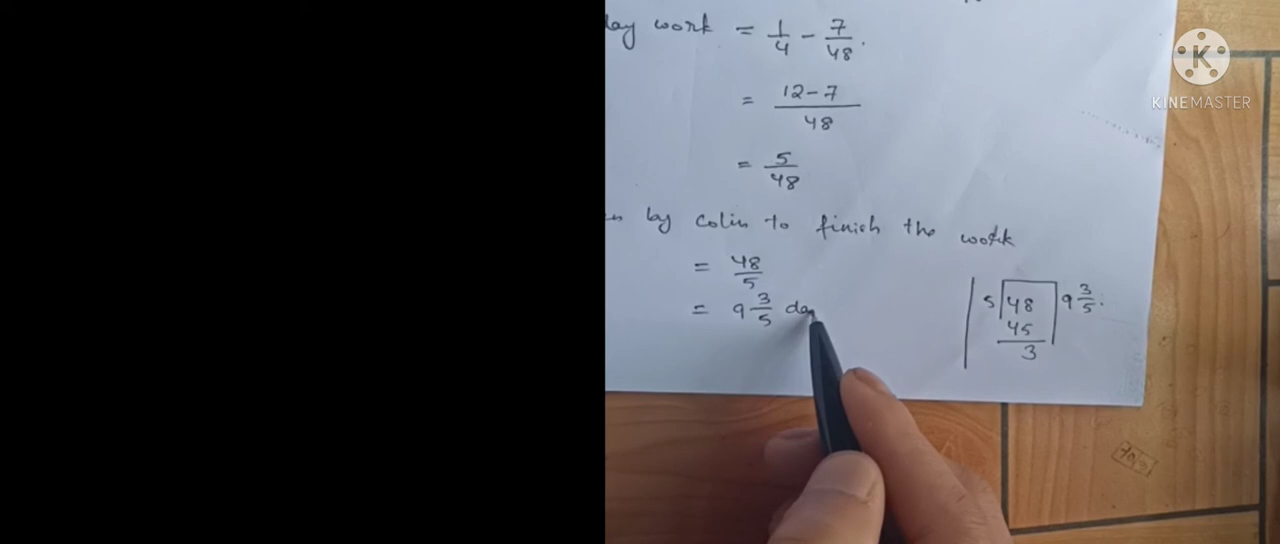 day work = 1/4 - 7/48.
= 12-7/48
= 5/48
by Colin to finish the work
= 48/5
= 9 3/5 da
5 48 9 3/5.
45
3
K
KINEMASTER